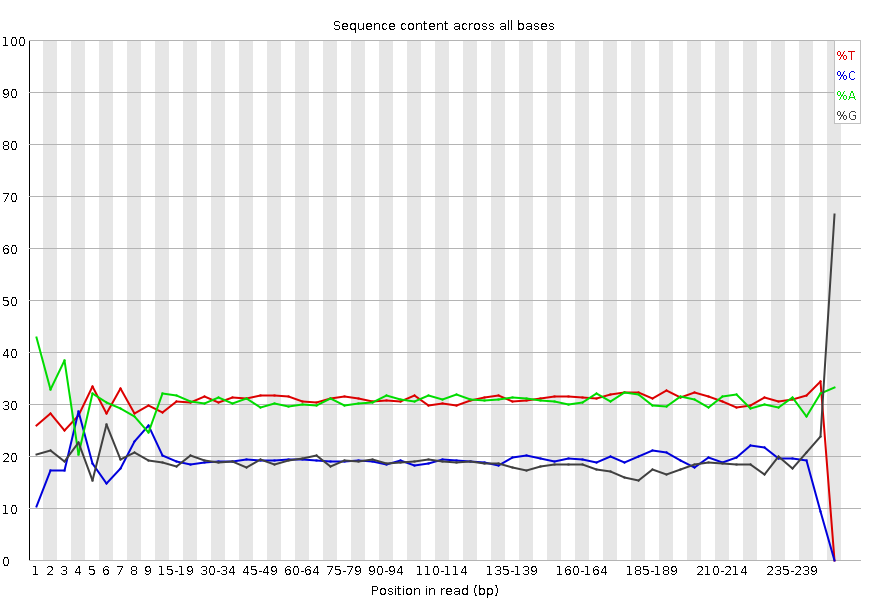 Sequence content across all bases
100
90
80
70
60
50
40
30
20
10
0
%T
%C
%A
%G
1 2 3 4 5 6 7 8 9 15-19 30-34 45-49 60-64 75-79 90-94 110-114 135-139 160-164 185-189 210-214 235-239
Position in read (bp)